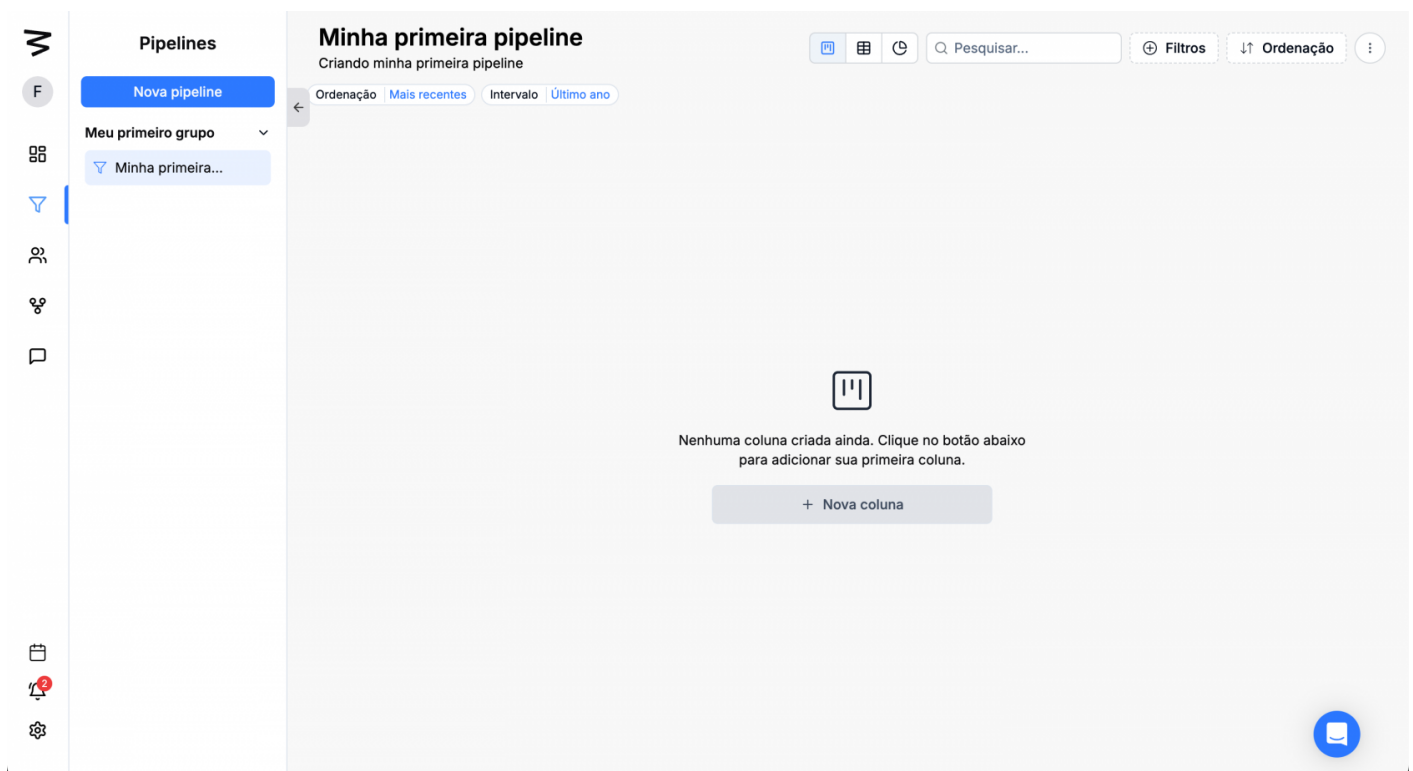 Pipelines
F
Nova pipeline
Meu primeiro grupo
Minha primeira...
2
Minha primeira pipeline
Criando minha primeira pipeline
Pesquisar...
Filtros
Ordenação
Ordenação Mais recentes
Intervalo Último ano
Nenhuma coluna criada ainda. Clique no botão abaixo
para adicionar sua primeira coluna.
+ Nova coluna